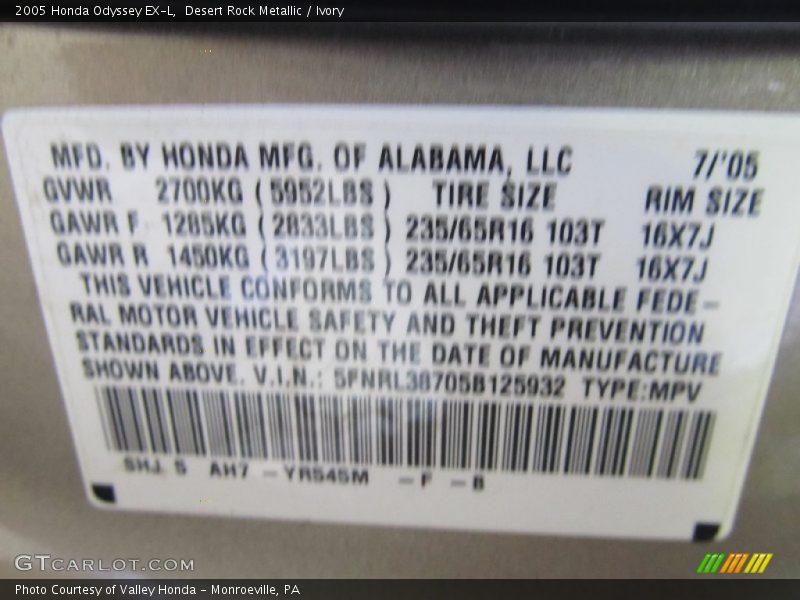 2005 Honda Odyssey EX-L, Desert Rock Metallic / Ivory
MFD. BY HONDA MFG. OF ALABAMA, LLC 7/'05
GVWR 2700KG (5952LBS) TIRE SIZE RIM SIZE
GAWR F 1285KG (2833LBS) 235/65R16 103T 16X7J
GAWR R 1450KG (3197LBS) 235/65R16 103T 16X7J
THIS VEHICLE CONFORMS TO ALL APPLICABLE FEDE-
RAL MOTOR VEHICLE SAFETY AND THEFT PREVENTION
STANDARDS IN EFFECT ON THE DATE OF MANUFACTURE
SHOWN ABOVE. V.I.N.: 5FNRL38705B125932 TYPE:MPV
SHJ S AH7 -YR545M -F -B
GTCARLOT.COM
Photo Courtesy of Valley Honda - Monroeville, PA